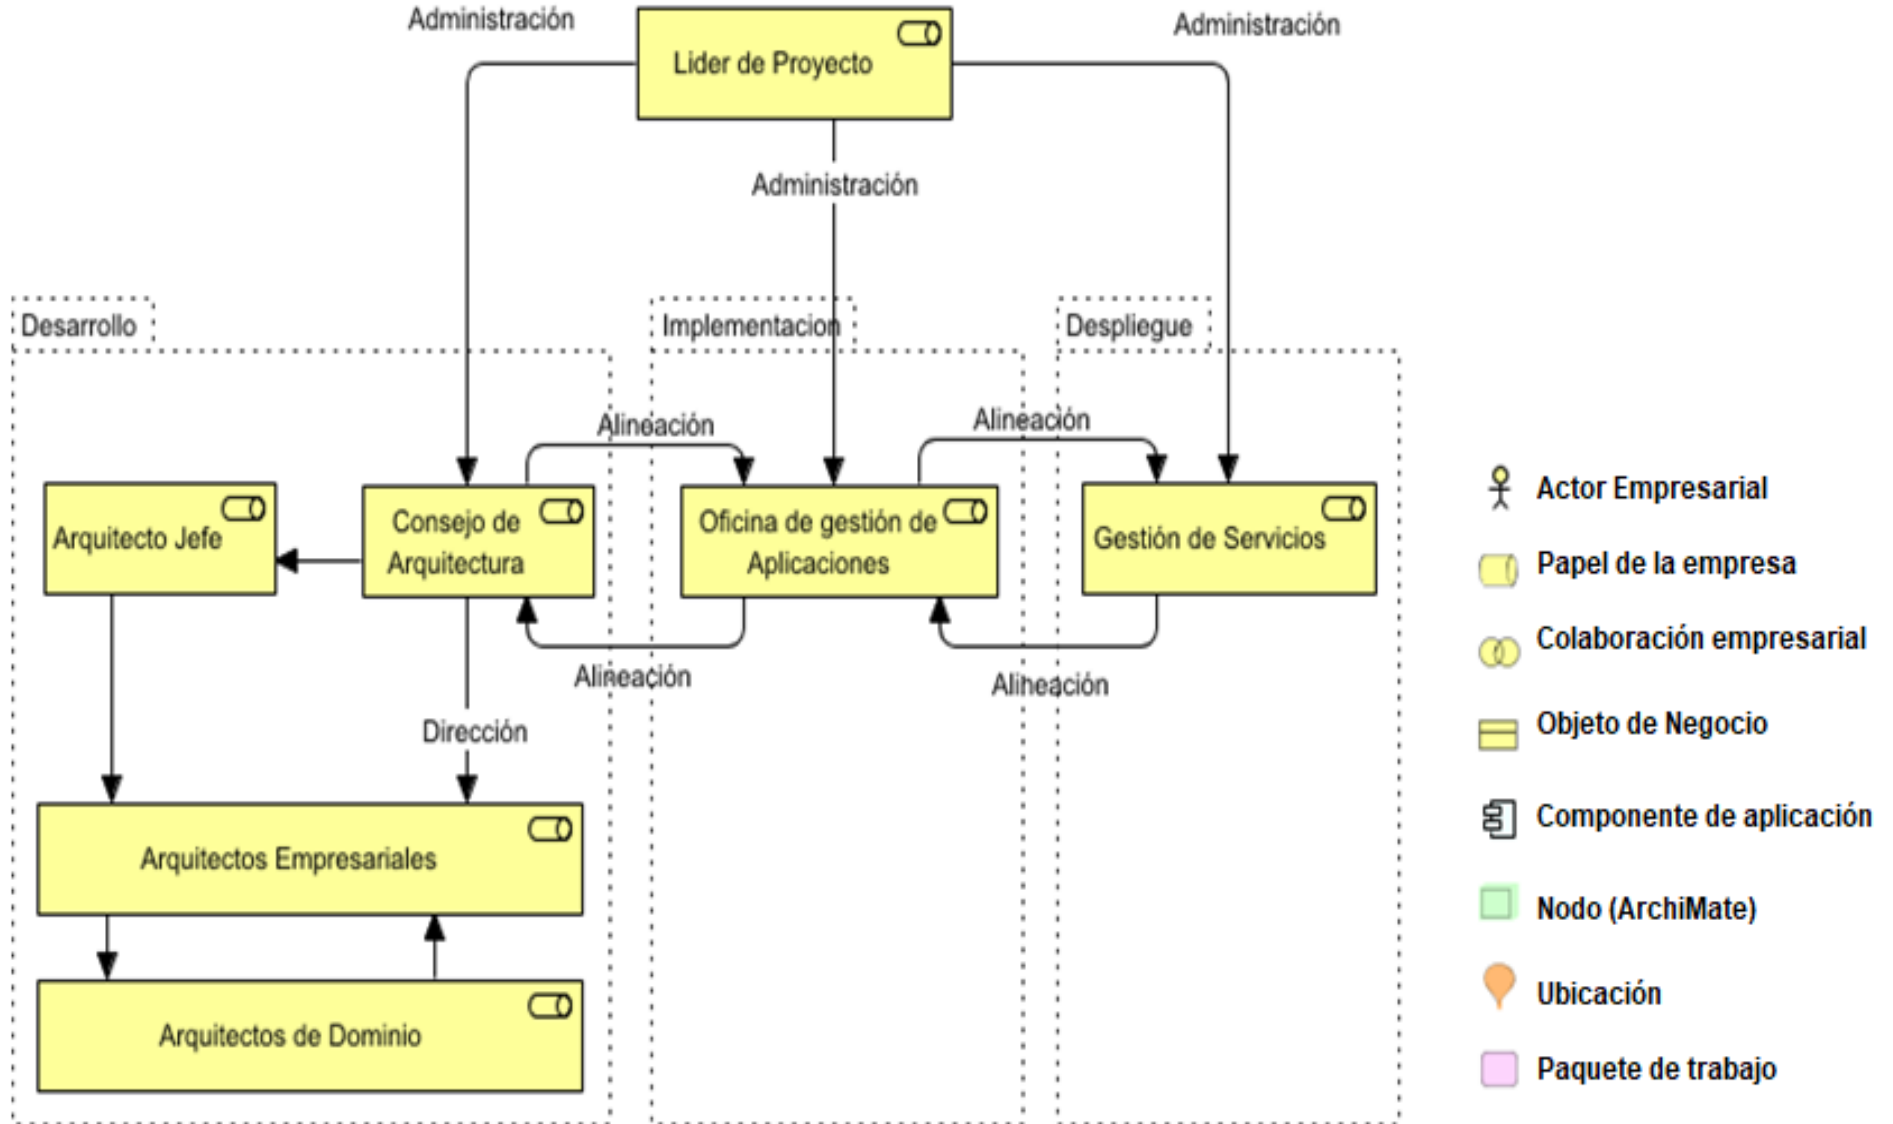 Administración
Administración
Lider de Proyecto
Administración
Desarrollo
Implementacion
Despliegue
Alineación
Alineación
Arquitecto Jefe
Consejo de
Arquitectura
Oficina de gestión de
Aplicaciones
Gestión de Servicios
Alineación
Alineación
Dirección
Arquitectos Empresariales
Arquitectos de Dominio
Actor Empresarial
Papel de la empresa
Colaboración empresarial
Objeto de Negocio
Componente de aplicación
Nodo (ArchiMate)
Ubicación
Paquete de trabajo